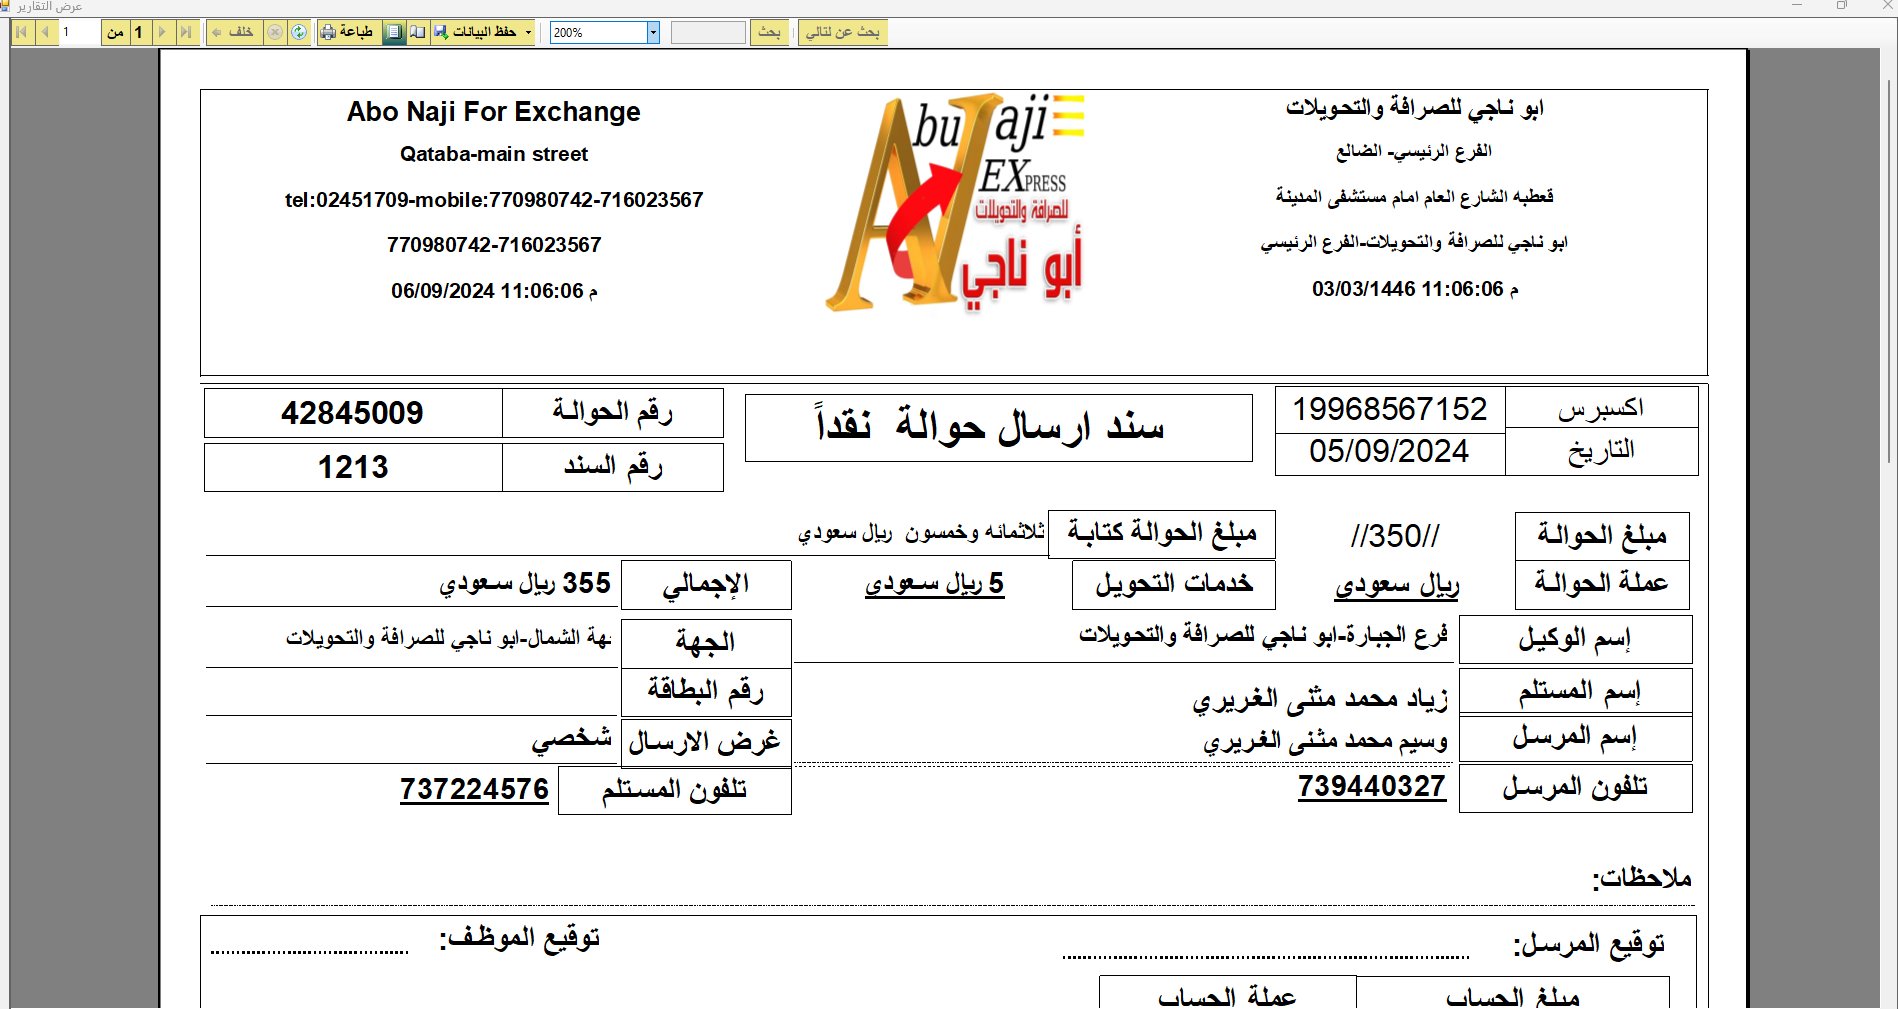 عرض التقارير
1 من 1 خلف طباعة حفظ البيانات 200% بحث بحث عن لتالي
ابو ناجي للصرافة والتحويلات
الفرع الرئيسي- الضالع
قعطبه الشارع العام امام مستشفى المدينة
ابو ناجي للصرافة والتحويلات-الفرع الرئيسي
03/03/1446 11:06:06 م
Abu Naji
EXPRESS
للصرافة والتحويلات
أبو ناجي
Abo Naji For Exchange
Qataba-main street
tel:02451709-mobile:770980742-716023567
770980742-716023567
06/09/2024 11:06:06 م
اكسبرس 19968567152
التاريخ 05/09/2024
سند ارسال حوالة نقداً
رقم الحوالة 42845009
رقم السند 1213
مبلغ الحوالة //350// مبلغ الحوالة كتابة ثلاثمائه وخمسون ريال سعودي
عملة الحوالة ريال سعودي خدمات التحويل 5 ريال سعودي الإجمالي 355 ريال سعودي
إسم الوكيل فرع الجبارة-ابو ناجي للصرافة والتحويلات الجهة جهة الشمال-ابو ناجي للصرافة والتحويلات
إسم المستلم زياد محمد مثنى الغريري رقم البطاقة
إسم المرسل وسيم محمد مثنى الغريري غرض الارسال شخصي
تلفون المرسل 739440327 تلفون المستلم 737224576
ملاحظات:
توقيع المرسل: توقيع الموظف:
مبلغ الحساب عملة الحساب